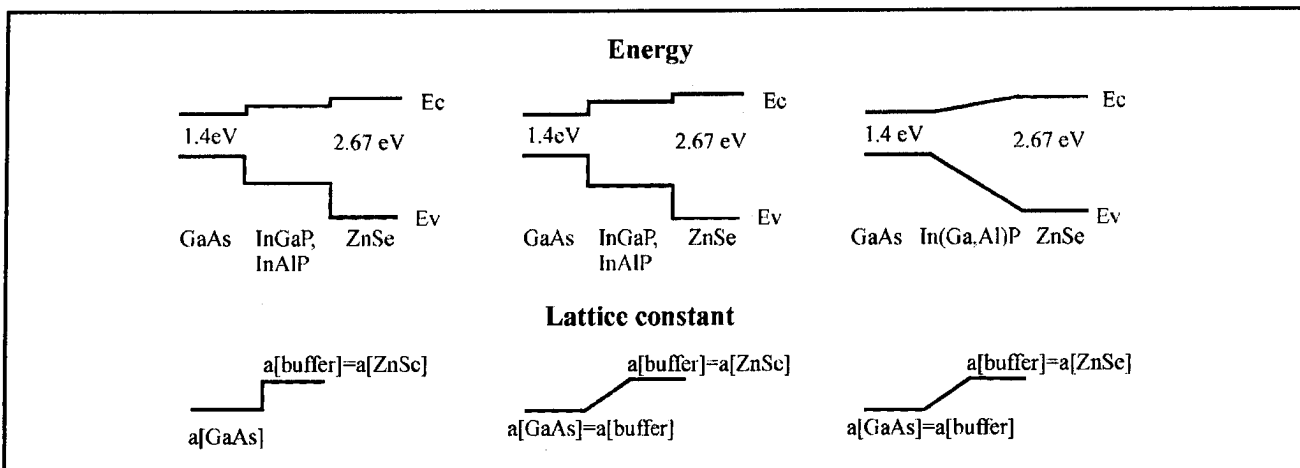 Energy
Ec
1.4eV
2.67 eV
Ev
GaAs
InGaP,
InAlP
ZnSe
Ec
1.4eV
2.67 eV
Ev
GaAs
InGaP,
InAlP
ZnSe
Ec
1.4 eV
2.67 eV
Ev
GaAs
In(Ga,Al)P
ZnSe
Lattice constant
a[buffer]=a[ZnSe]
a[GaAs]
a[buffer]=a[ZnSe]
a[GaAs]=a[buffer]
a[buffer]=a[ZnSe]
a[GaAs]=a[buffer]